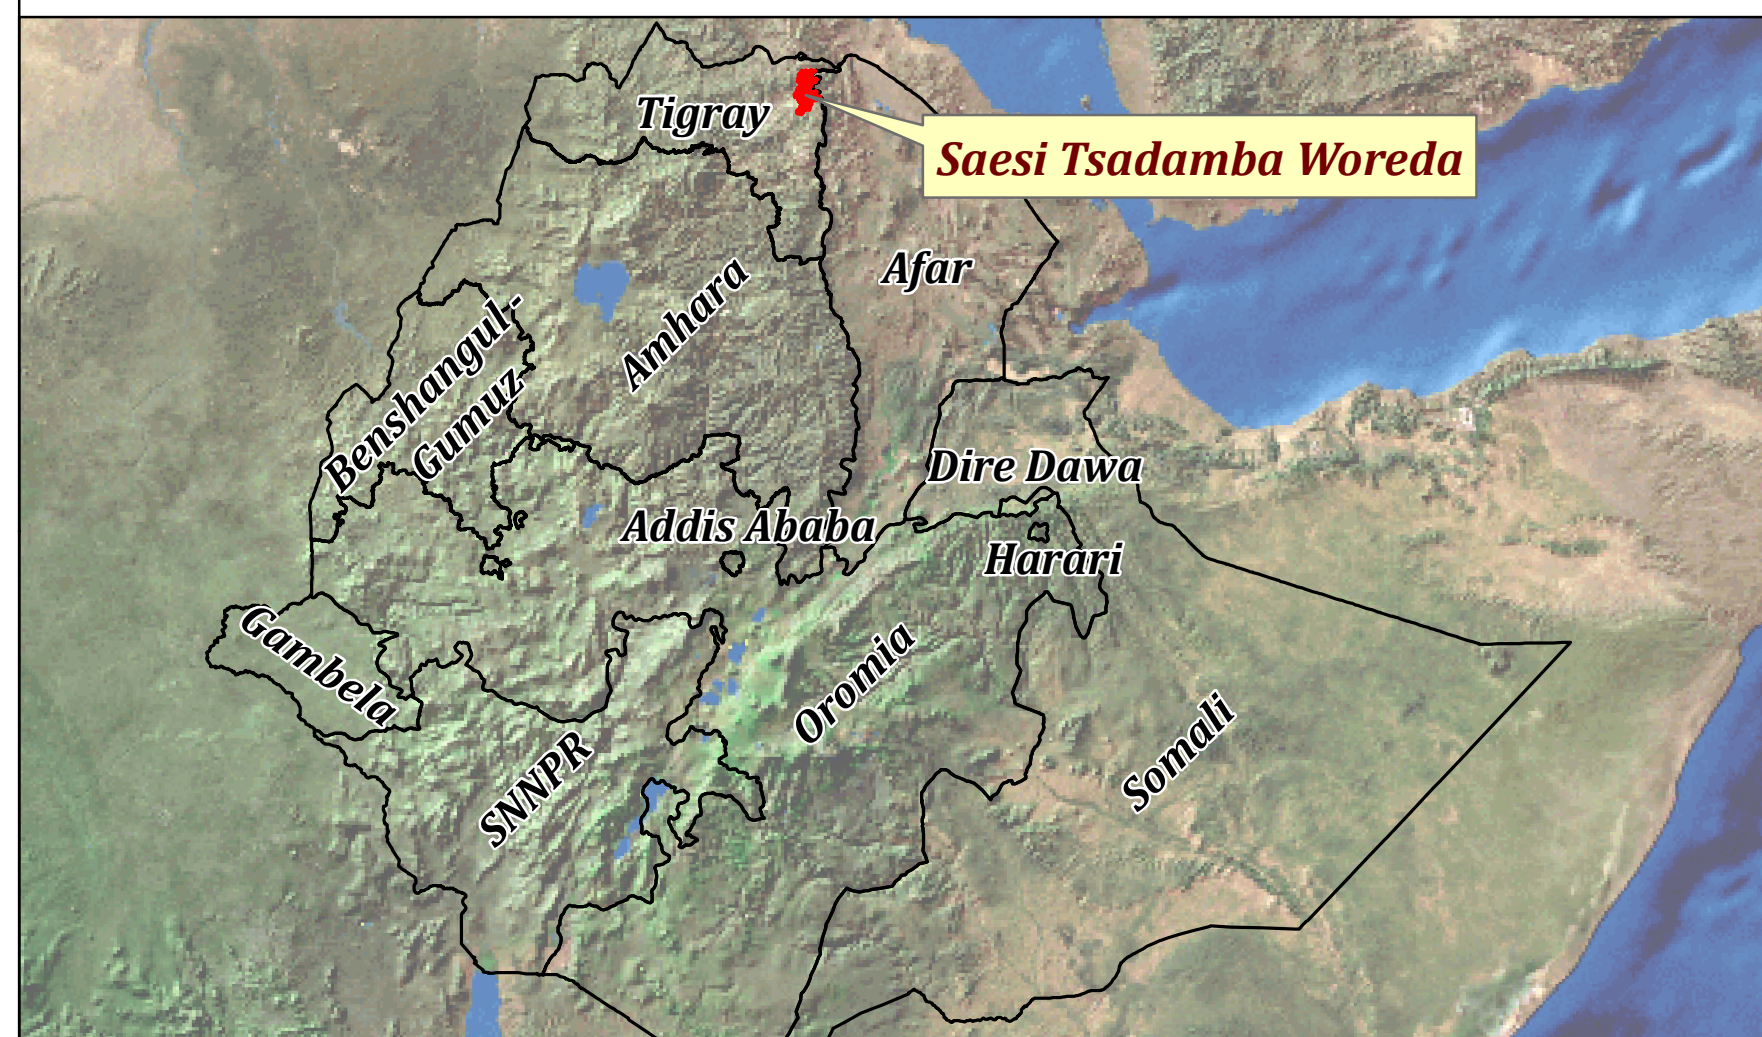 Tigray
Saesi Tsadamba Woreda
Afar
Amhara
Benshangul-
Gumuz
Dire Dawa
Addis Ababa
Harari
Gambela
Oromia
SNNPR
Somali